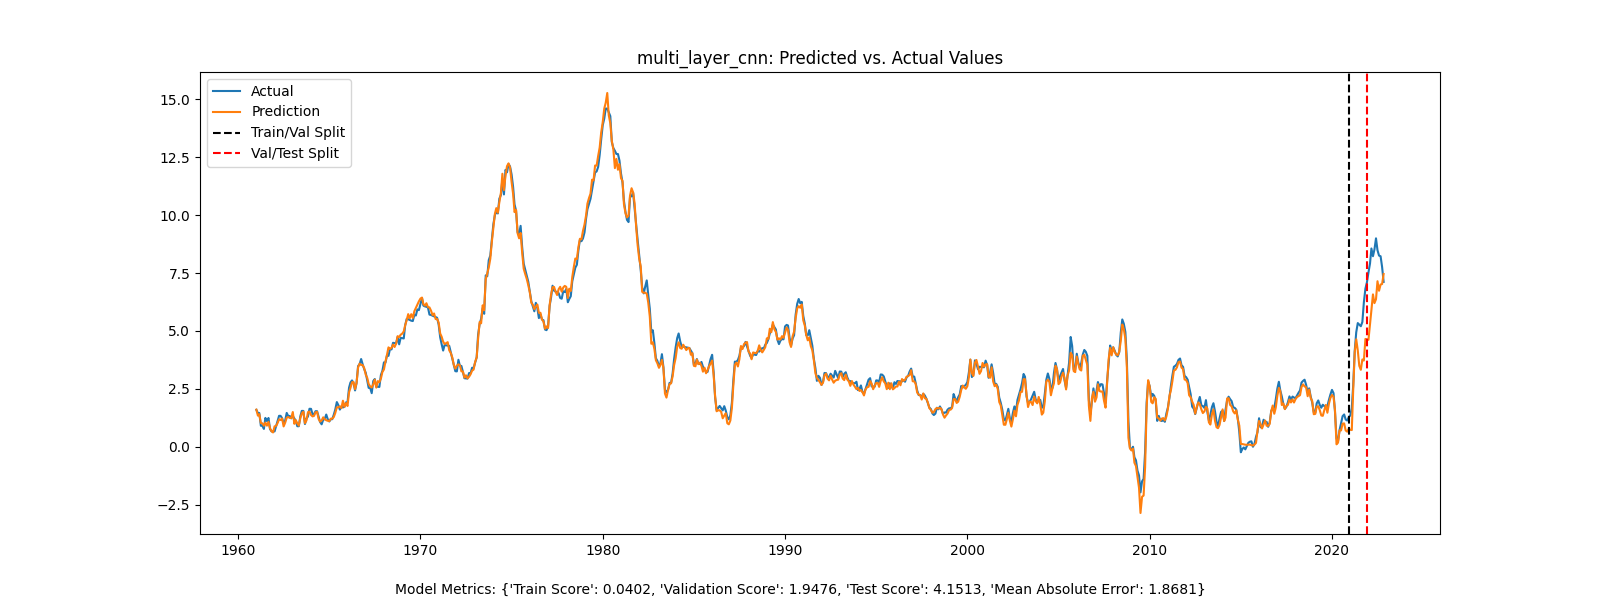 multi_layer_cnn: Predicted vs. Actual Values
Actual
Prediction
Train/Val Split
Val/Test Split
15.0
12.5
10.0
7.5
5.0
2.5
0.0
−2.5
1960 1970 1980 1990 2000 2010 2020
Model Metrics: {'Train Score': 0.0402, 'Validation Score': 1.9476, 'Test Score': 4.1513, 'Mean Absolute Error': 1.8681}